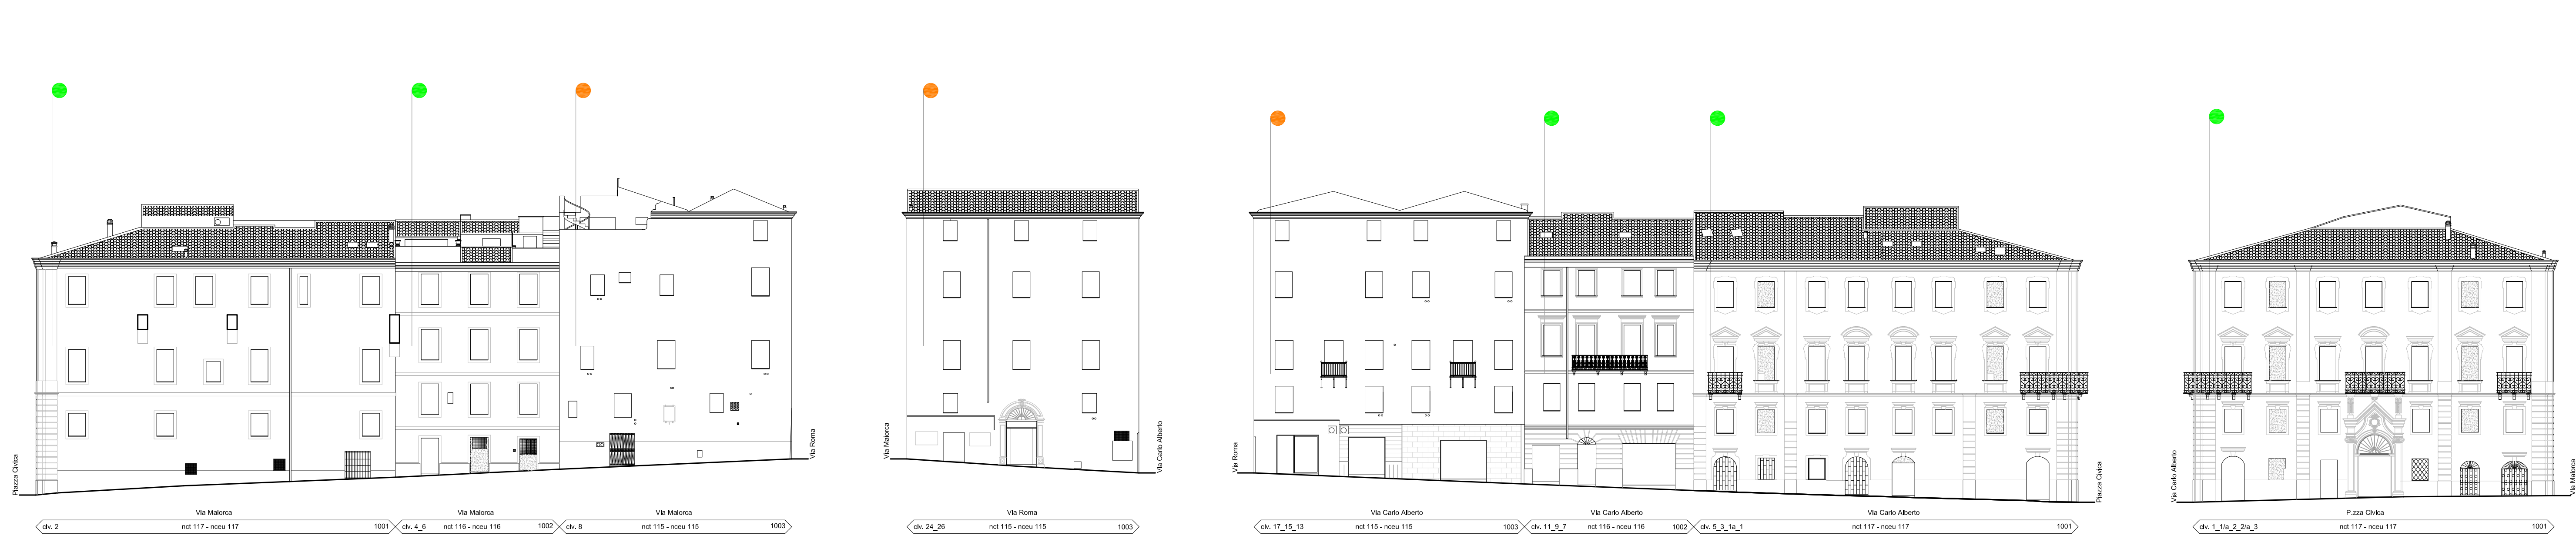 Piazza Civica
Via Maiorca
civ. 2 nct 117 - nceu 117 1001
Via Maiorca
civ. 4_6 nct 116 - nceu 116 1002
Via Maiorca
civ. 8 nct 115 - nceu 115 1003
Via Roma
Via Maiorca
Via Roma
civ. 24_26 nct 115 - nceu 115 1003
Via Carlo Alberto
Via Roma
Via Carlo Alberto
civ. 17_15_13 nct 115 - nceu 115 1003
Via Carlo Alberto
civ. 11_9_7 nct 116 - nceu 116 1002
Via Carlo Alberto
civ. 5_3_1a_1 nct 117 - nceu 117 1001
Piazza Civica
Via Carlo Alberto
P.zza Civica
civ. 1_1/a_2_2/a_3 nct 117 - nceu 117 1001
Via Maiorca